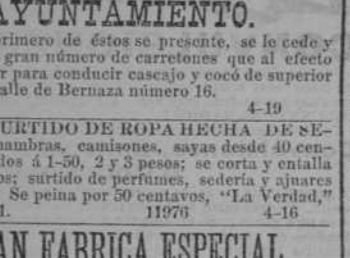 AYUNTAMIENTO.
primero de éstos se presente, se le cede y
gran número de carretones que al efecto
r para conducir cascajo y cocó de superior
alle de Bernaza número 16.
4-19
URTIDO DE ROPA HECHA DE SE-
hambras, camisones, sayas desde 40 cen-
dos á 1-50, 2 y 3 pesos; se corta y entalla
os; surtido de perfumes, sedería y ajuares
Se peina por 50 centavos, "La Verdad,"
1. 11976 4-16
AN FABRICA ESPECIAL